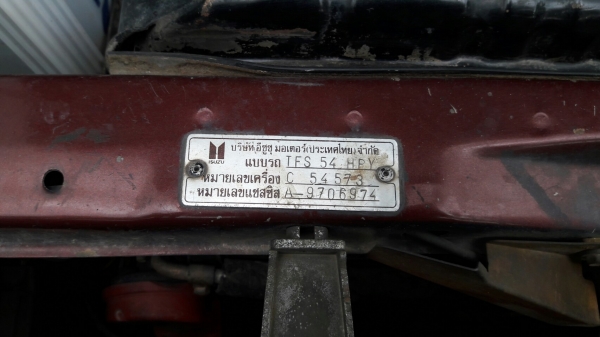 บริษัท อีซูซุ มอเตอร์(ประเทศไทย)จำกัด
ISUZU
แบบรถ TFS 54 HPY
หมายเลขเครื่อง C 54573
หมายเลขแชสซิส A-9706974